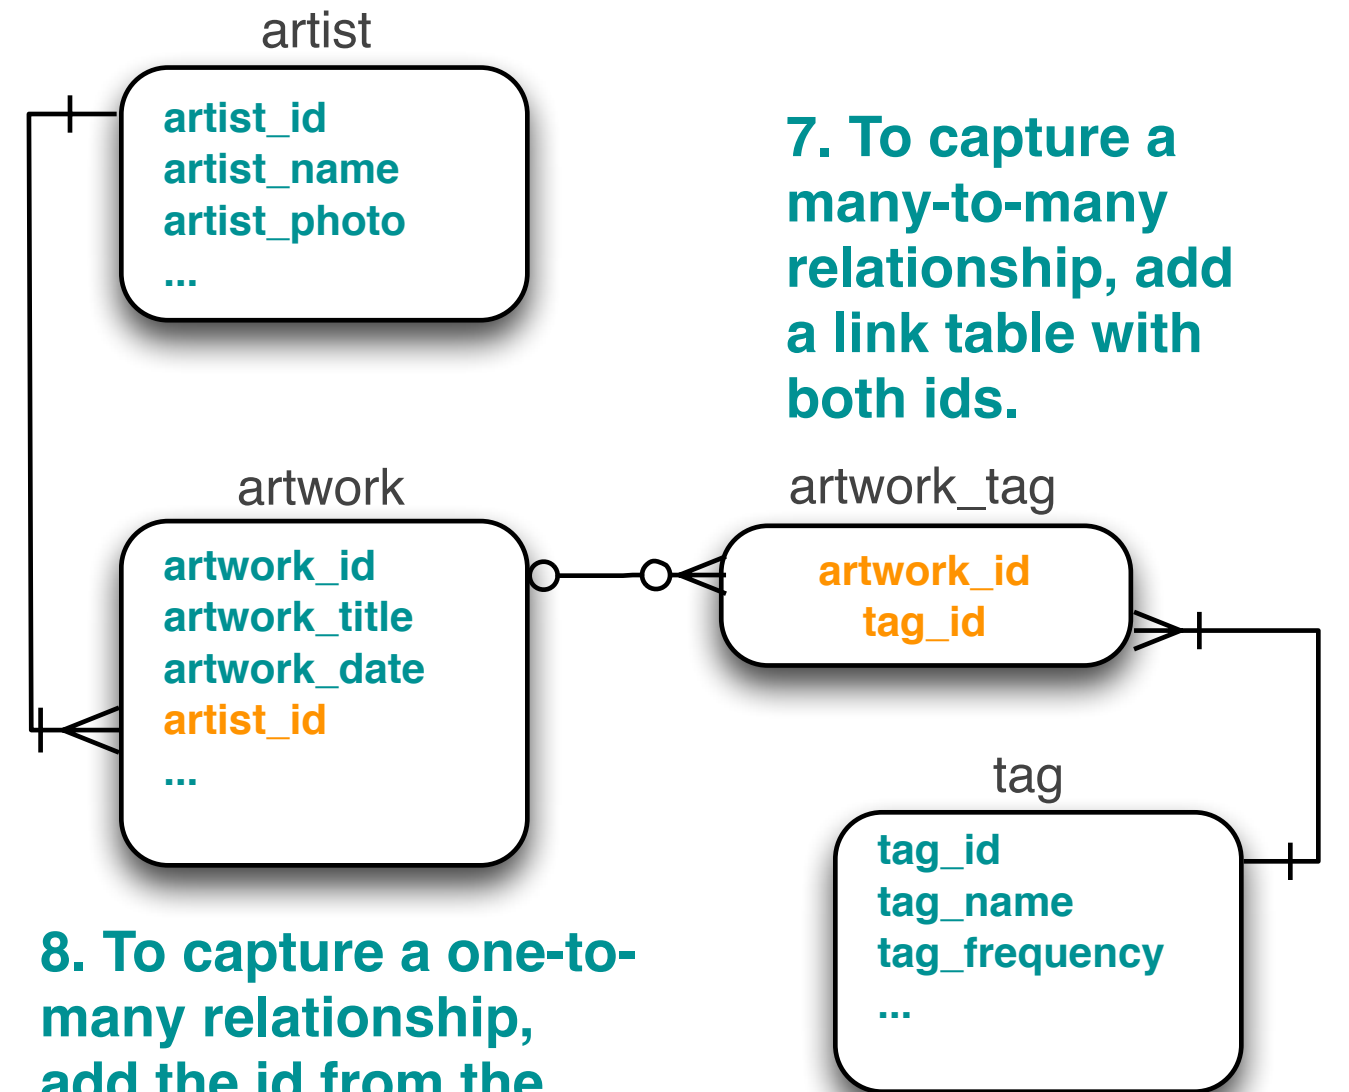 artist
artist_id
artist_name
artist_photo
...
7. To capture a
many-to-many
relationship, add
a link table with
both ids.
artwork
artwork_id
artwork_title
artwork_date
artist_id
...
artwork_tag
artwork_id
tag_id
tag
tag_id
tag_name
tag_frequency
...
8. To capture a one-to-
many relationship,
add the id from the